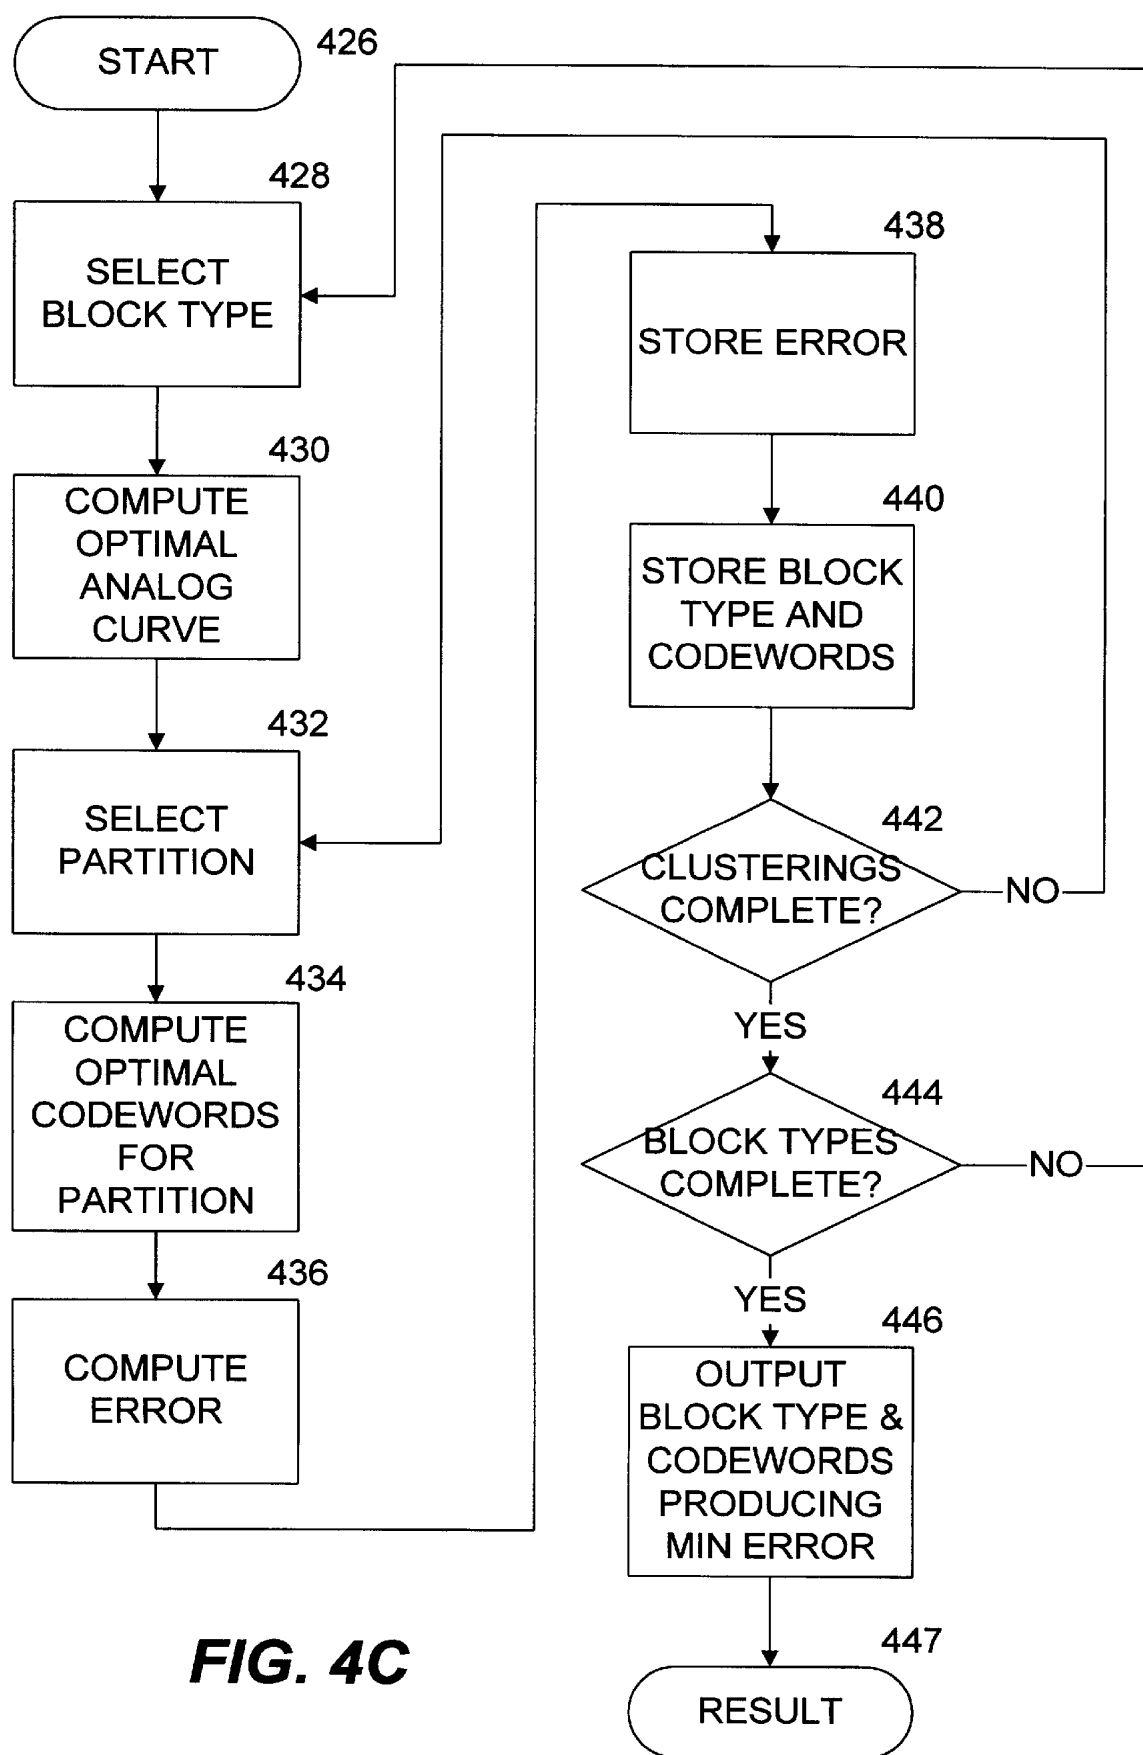 START
426
428
SELECT
BLOCK TYPE
430
COMPUTE
OPTIMAL
ANALOG
CURVE
432
SELECT
PARTITION
434
COMPUTE
OPTIMAL
CODEWORDS
FOR
PARTITION
436
COMPUTE
ERROR
438
STORE ERROR
440
STORE BLOCK
TYPE AND
CODEWORDS
442
CLUSTERINGS
COMPLETE?
NO
YES
444
BLOCK TYPES
COMPLETE?
NO
YES
446
OUTPUT
BLOCK TYPE &
CODEWORDS
PRODUCING
MIN ERROR
447
RESULT
FIG. 4C